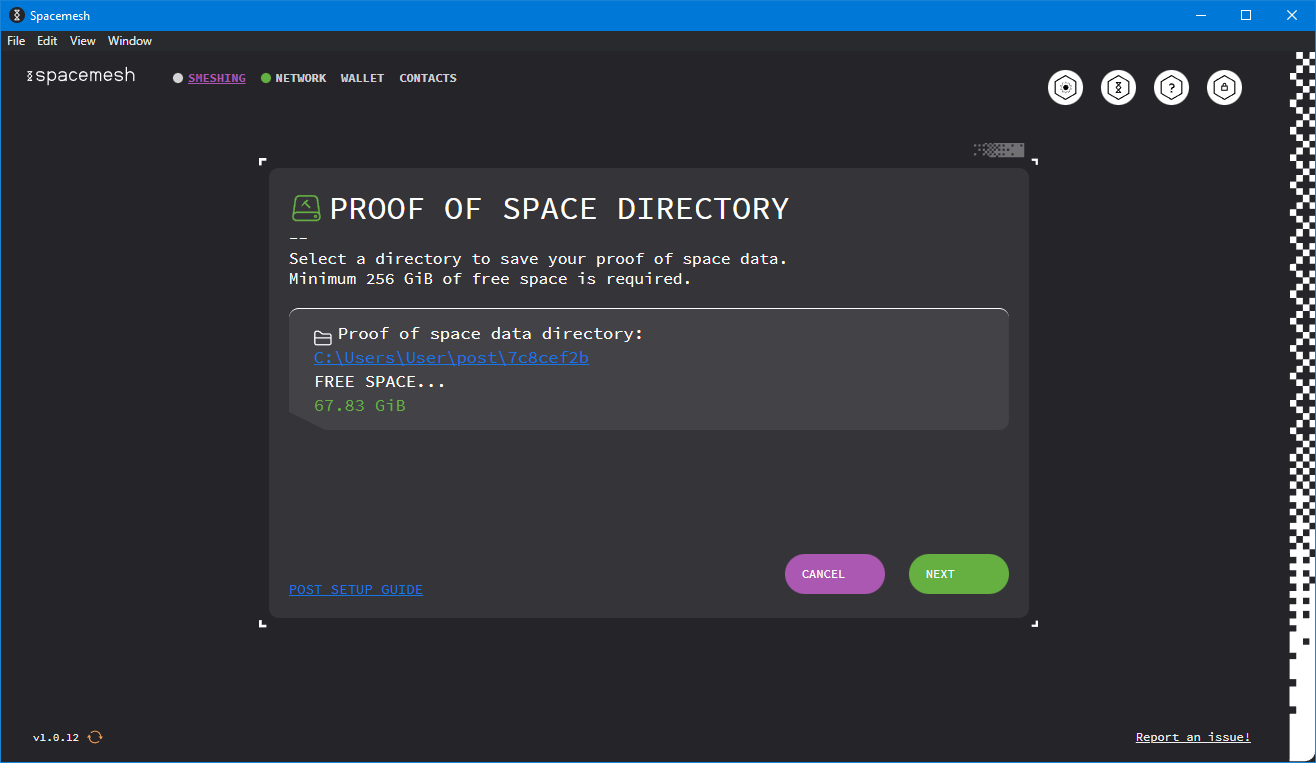 Spacemesh
File Edit View Window
spacemesh
SMESHING NETWORK WALLET CONTACTS
?
PROOF OF SPACE DIRECTORY
--
Select a directory to save your proof of space data.
Minimum 256 GiB of free space is required.
Proof of space data directory:
C:\Users\User\post\7c8cef2b
FREE SPACE...
67.83 GiB
CANCEL NEXT
POST SETUP GUIDE
v1.0.12
Report an issue!